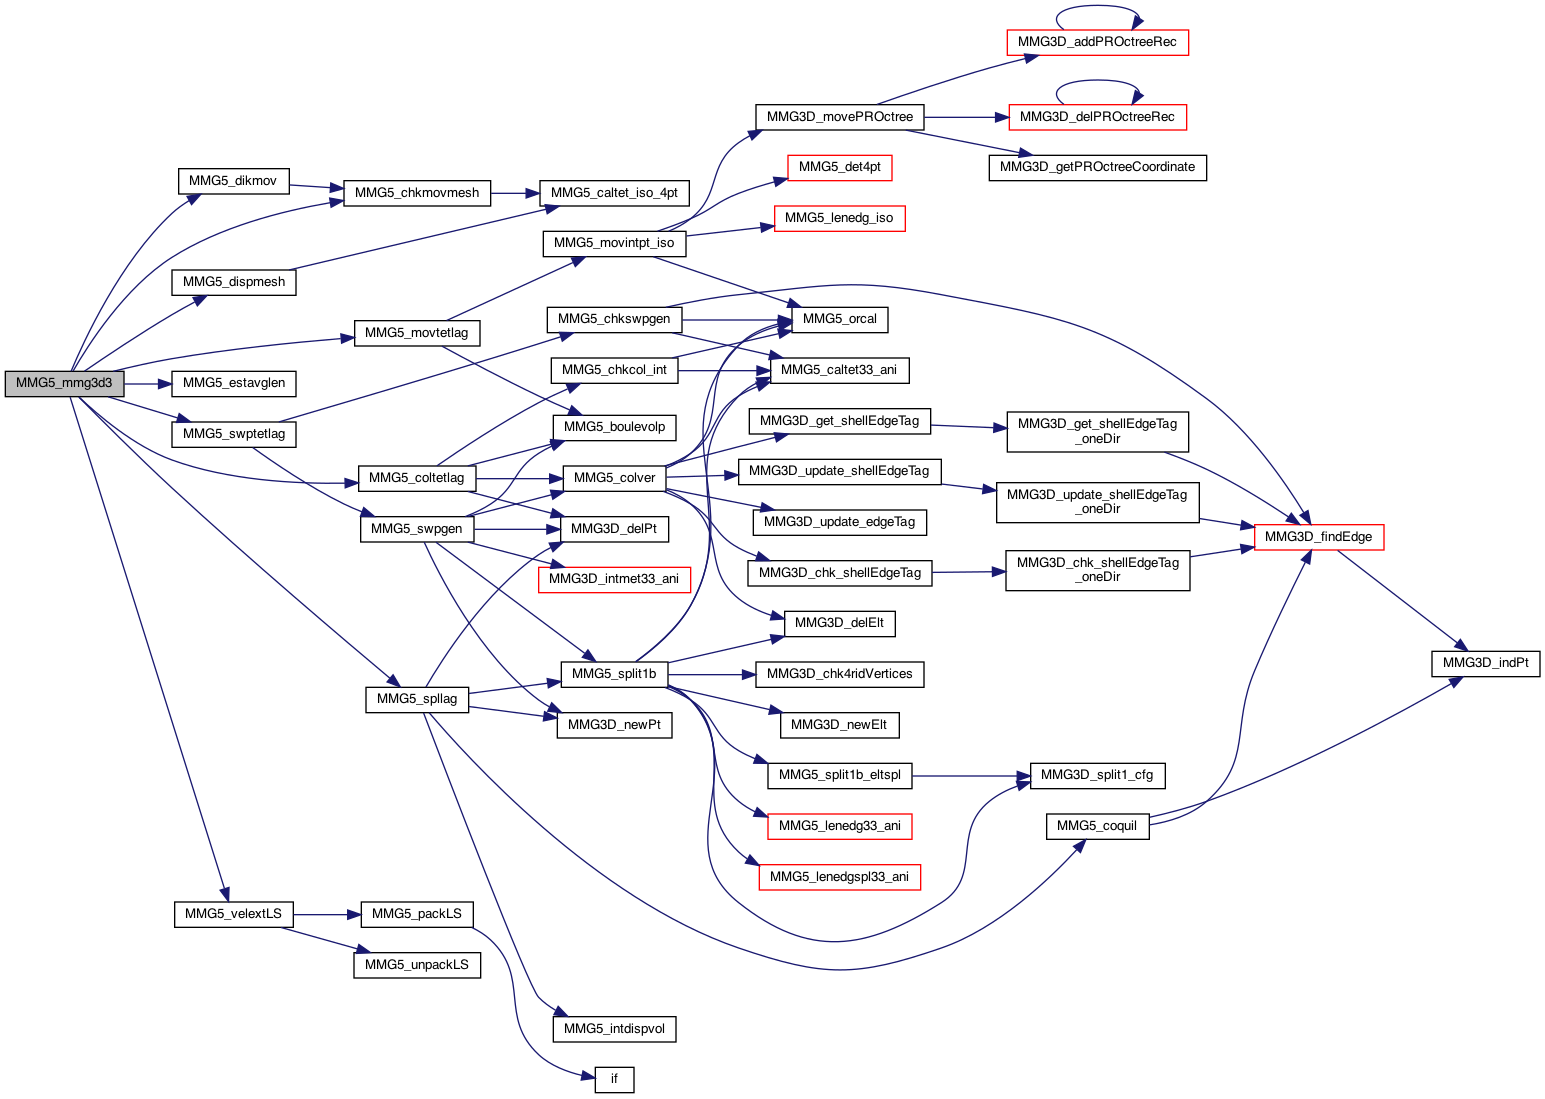 MMG5_mmg3d3
MMG5_dikmov
MMG5_chkmovmesh
MMG5_caltet_iso_4pt
MMG5_dispmesh
MMG5_movtetlag
MMG5_estavglen
MMG5_swptetlag
MMG5_coltetlag
MMG5_swpgen
MMG5_spllag
MMG5_velextLS
MMG5_packLS
MMG5_unpackLS
MMG5_movintpt_iso
MMG5_chkswpgen
MMG5_chkcol_int
MMG5_boulevolp
MMG5_colver
MMG3D_delPt
MMG3D_intmet33_ani
MMG5_split1b
MMG3D_newPt
MMG5_intdispvol
if
MMG3D_movePROctree
MMG5_det4pt
MMG5_lenedg_iso
MMG5_orcal
MMG5_caltet33_ani
MMG3D_get_shellEdgeTag
MMG3D_update_shellEdgeTag
MMG3D_update_edgeTag
MMG3D_chk_shellEdgeTag
MMG3D_delElt
MMG3D_chk4ridVertices
MMG3D_newElt
MMG5_split1b_eltspl
MMG5_lenedg33_ani
MMG5_lenedgspl33_ani
MMG3D_addPROctreeRec
MMG3D_delPROctreeRec
MMG3D_getPROctreeCoordinate
MMG3D_get_shellEdgeTag
_oneDir
MMG3D_update_shellEdgeTag
_oneDir
MMG3D_chk_shellEdgeTag
_oneDir
MMG3D_split1_cfg
MMG5_coquil
MMG3D_findEdge
MMG3D_indPt